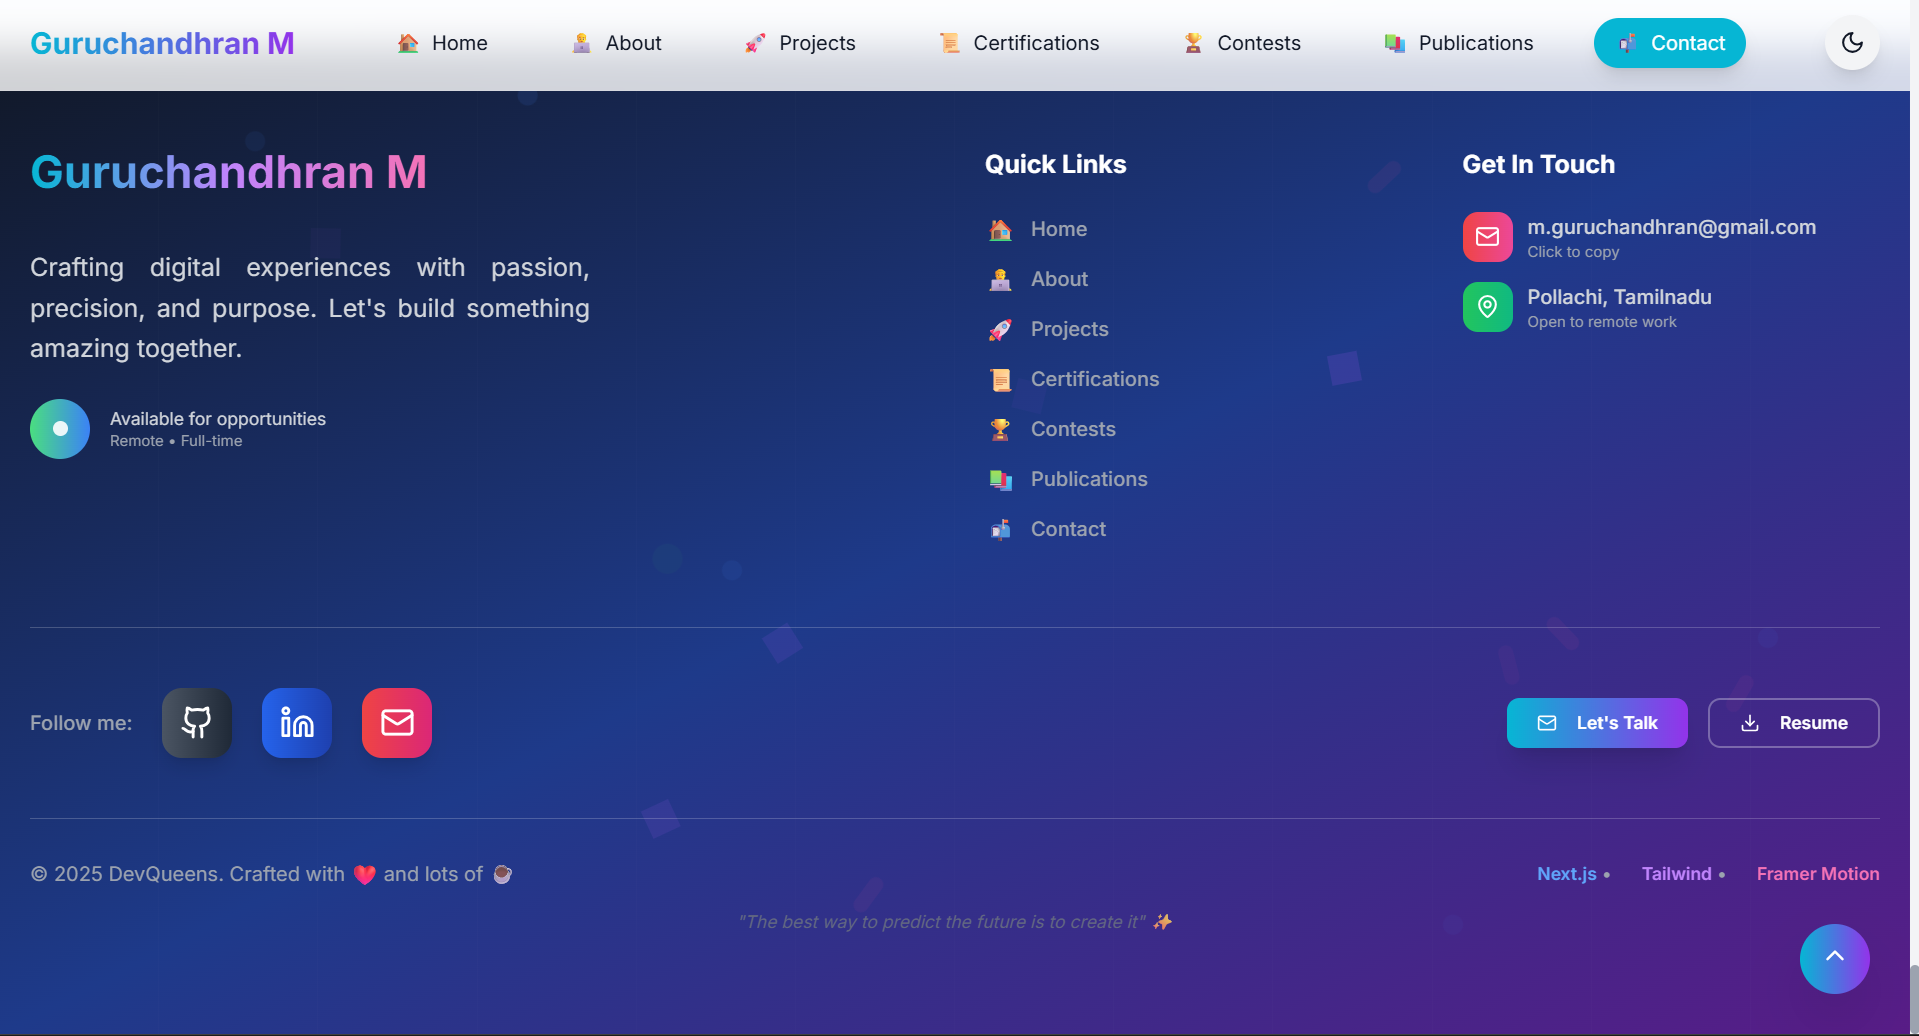 Guruchandhran M
Home
About
Projects
Certifications
Contests
Publications
Contact
Guruchandhran M
Crafting digital experiences with passion,
precision, and purpose. Let's build something
amazing together.
Available for opportunities
Remote • Full-time
Quick Links
Home
About
Projects
Certifications
Contests
Publications
Contact
Get In Touch
m.guruchandhran@gmail.com
Click to copy
Pollachi, Tamilnadu
Open to remote work
Follow me:
Let's Talk
Resume
© 2025 DevQueens. Crafted with ❤️ and lots of ☕
Next.js • Tailwind • Framer Motion
"The best way to predict the future is to create it" ✨